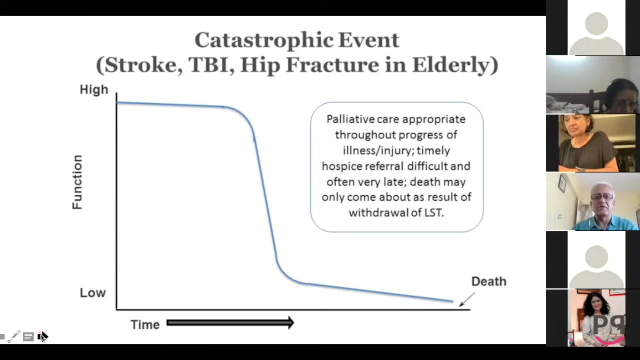 Catastrophic Event
(Stroke, TBI, Hip Fracture in Elderly)
High
Function
Low
Time
Death
Palliative care appropriate
throughout progress of
illness/injury; timely
hospice referral difficult and
often very late; death may
only come about as result of
withdrawal of LST.